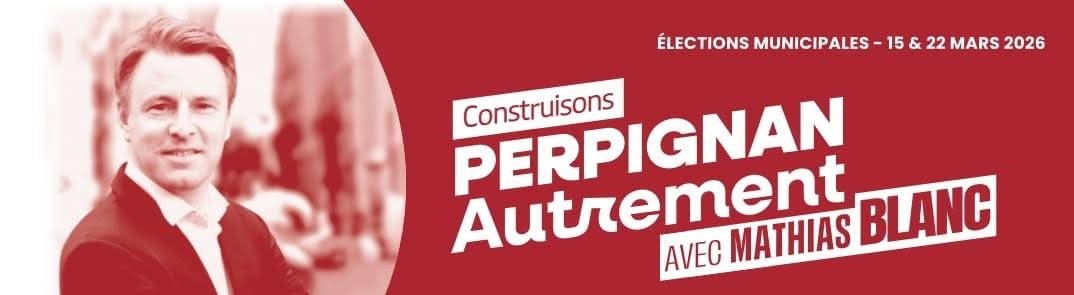 ÉLECTIONS MUNICIPALES - 15 & 22 MARS 2026
Construisons
PERPIGNAN
Autrement
AVEC MATHIAS BLANC